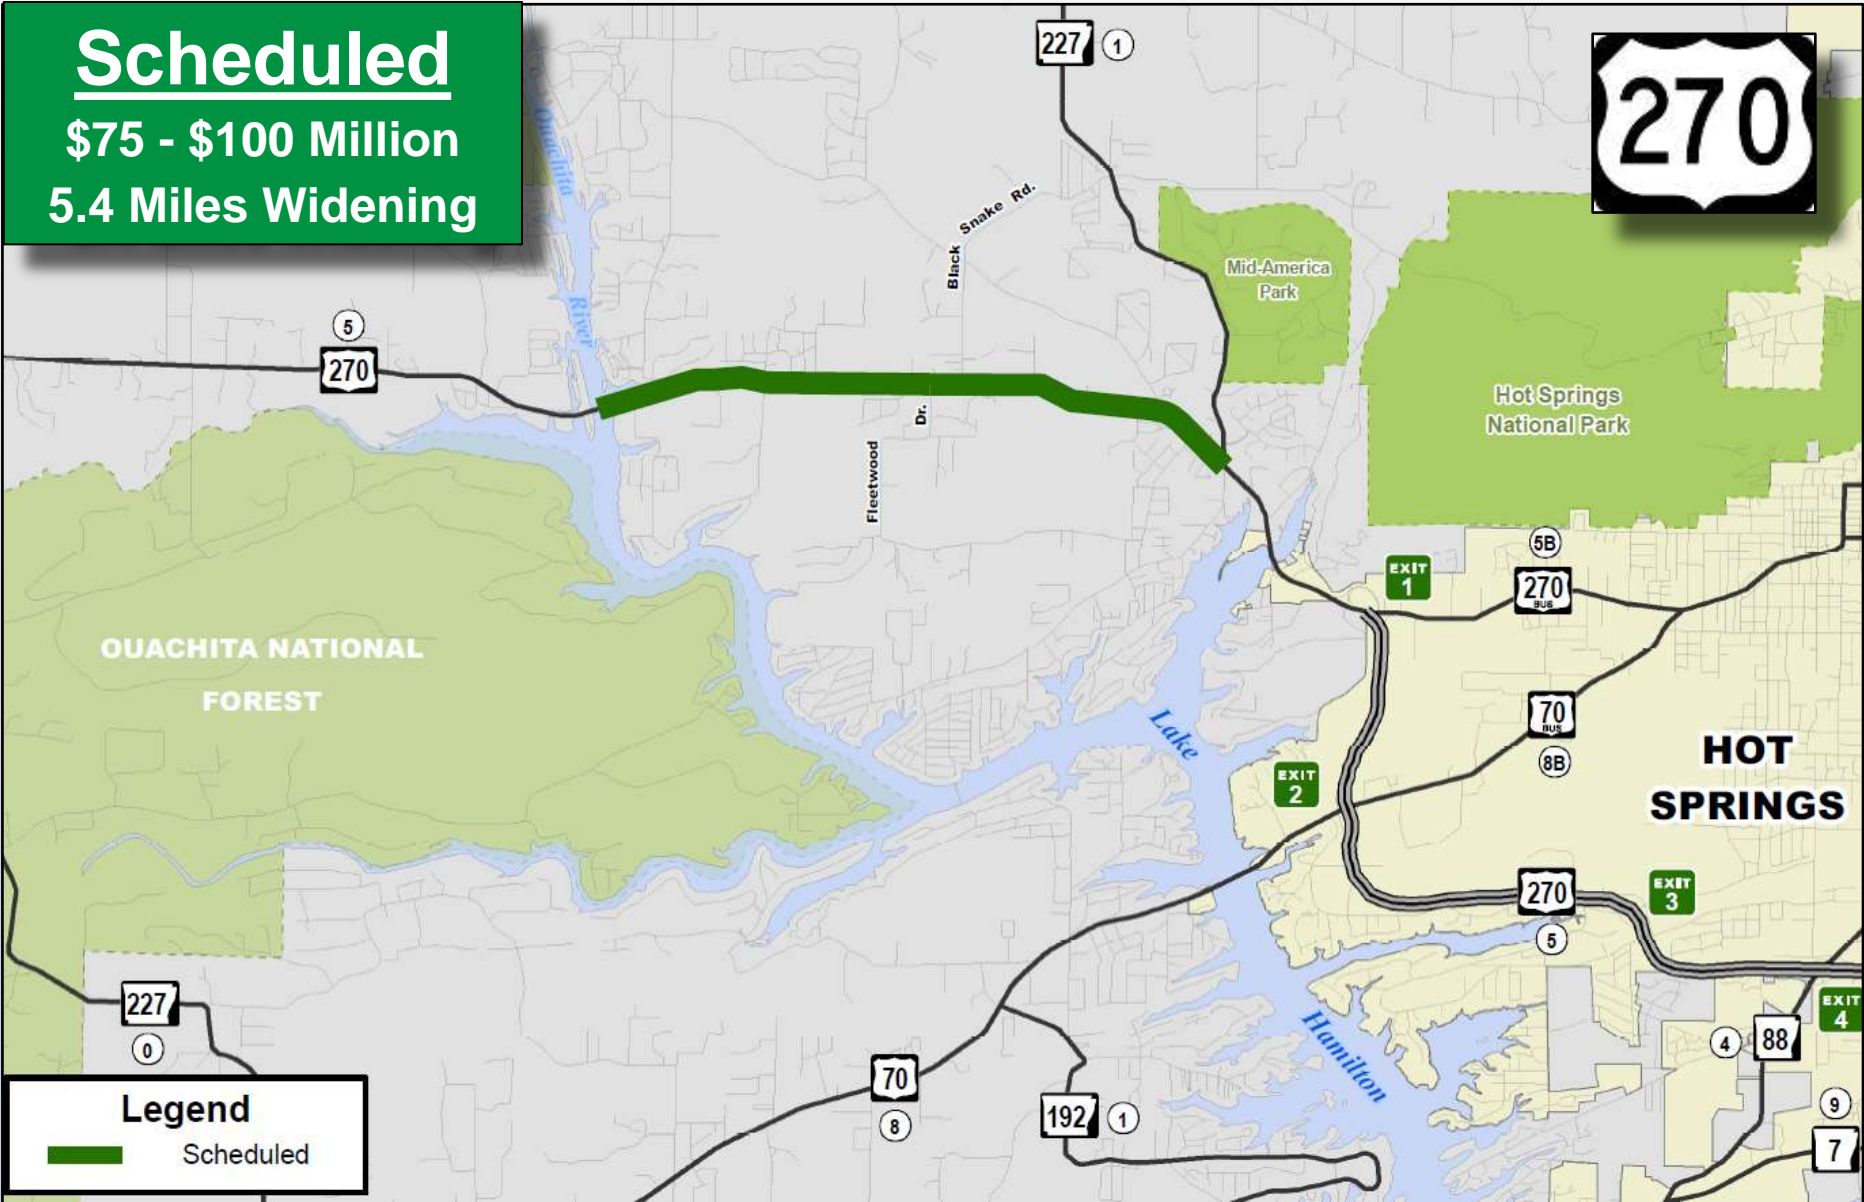 Scheduled
$75 - $100 Million
5.4 Miles Widening
227
1
270
Ouachita
River
Black
Snake Rd.
Mid-America
Park
5
270
Hot Springs
National Park
Dr.
Fleetwood
OUACHITA NATIONAL
FOREST
EXIT
1
5B
270
BUS
70
BUS
8B
Lake
EXIT
2
HOT
SPRINGS
270
5
EXIT
3
EXIT
4
227
0
Hamilton
4
88
70
8
192
1
9
7
Legend
Scheduled